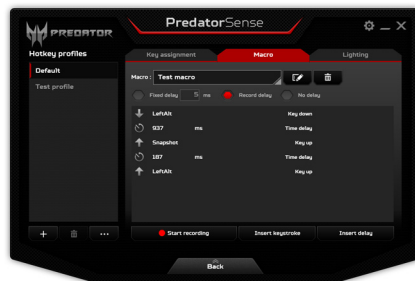 PREDATOR
PredatorSense
Hotkey profiles
Key assignment
Macro
Lighting
Default
Test profile
Macro : Test macro
Fixed delay 5 ms Record delay No delay
LeftAlt Key down
937 ms Time delay
Snapshot Key up
187 ms Time delay
LeftAlt Key up
+ ...
Start recording
Insert keystroke
Insert delay
Back